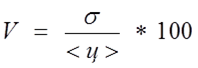 V = σ / < y > * 100